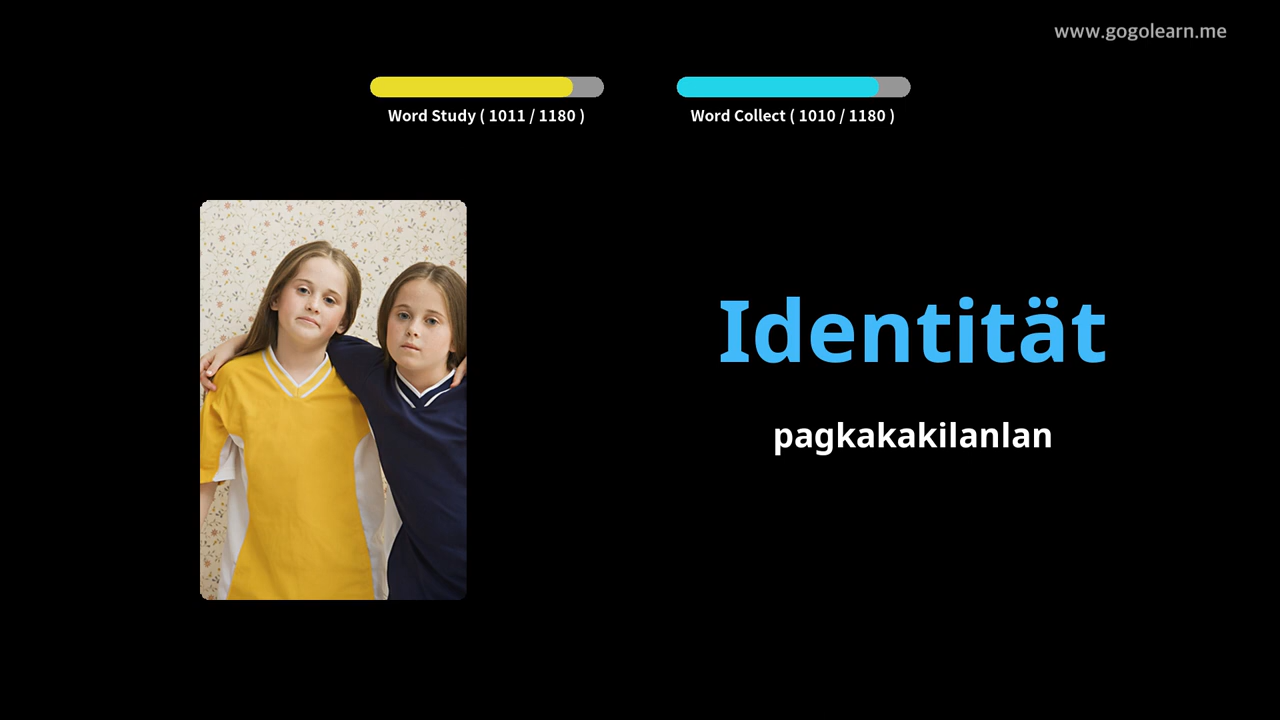 www.gogolearn.me
Word Study ( 1011 / 1180 )
Word Collect ( 1010 / 1180 )
Identität
pagkakakilanlan